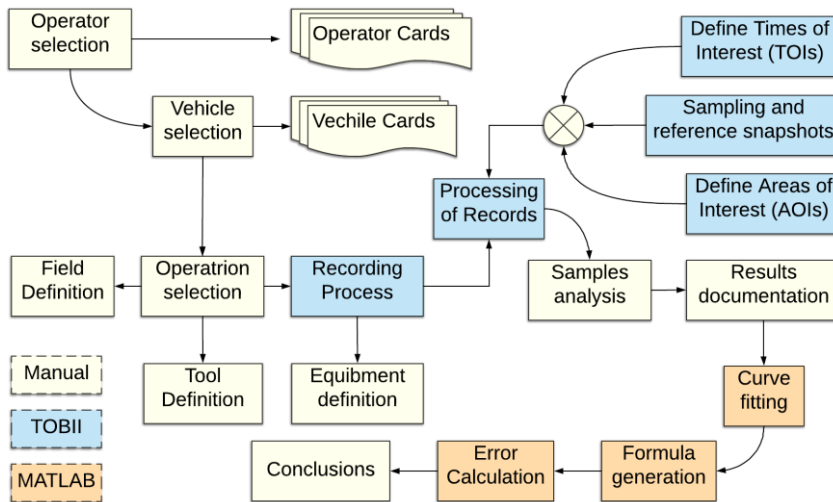 Operator
selection
Operator Cards
Define Times of
Interest (TOIs)
Vehicle
selection
Vechile Cards
Sampling and
reference snapshots
Processing
of Records
Define Areas of
Interest (AOIs)
Field
Definition
Operatrion
selection
Recording
Process
Samples
analysis
Results
documentation
Manual
Tool
Definition
Equibment
definition
Curve
fitting
TOBII
MATLAB
Conclusions
Error
Calculation
Formula
generation